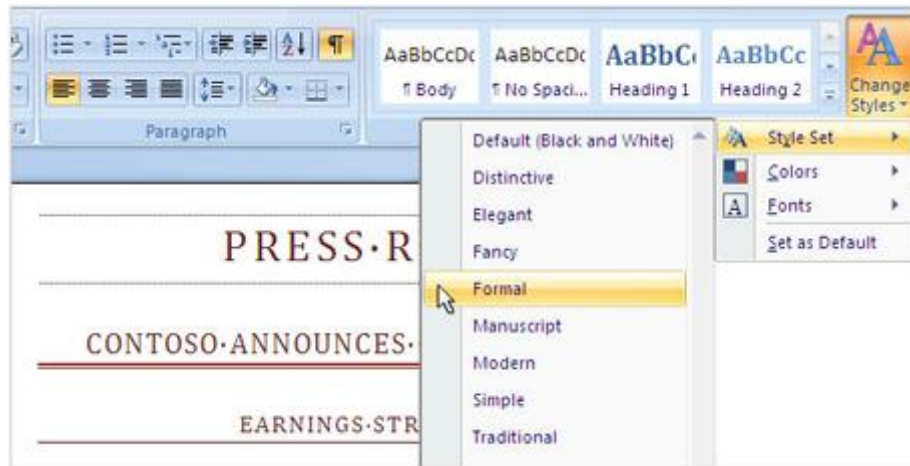 AaBbCcDc AaBbCcDc AaBbC AaBbCc
¶ Body ¶ No Spaci... Heading 1 Heading 2
Change
Styles
Paragraph
Style Set
Colors
Fonts
Set as Default
Default (Black and White)
Distinctive
Elegant
Fancy
Formal
Manuscript
Modern
Simple
Traditional
PRESS·R
CONTOSO·ANNOUNCES·
EARNINGS·STR